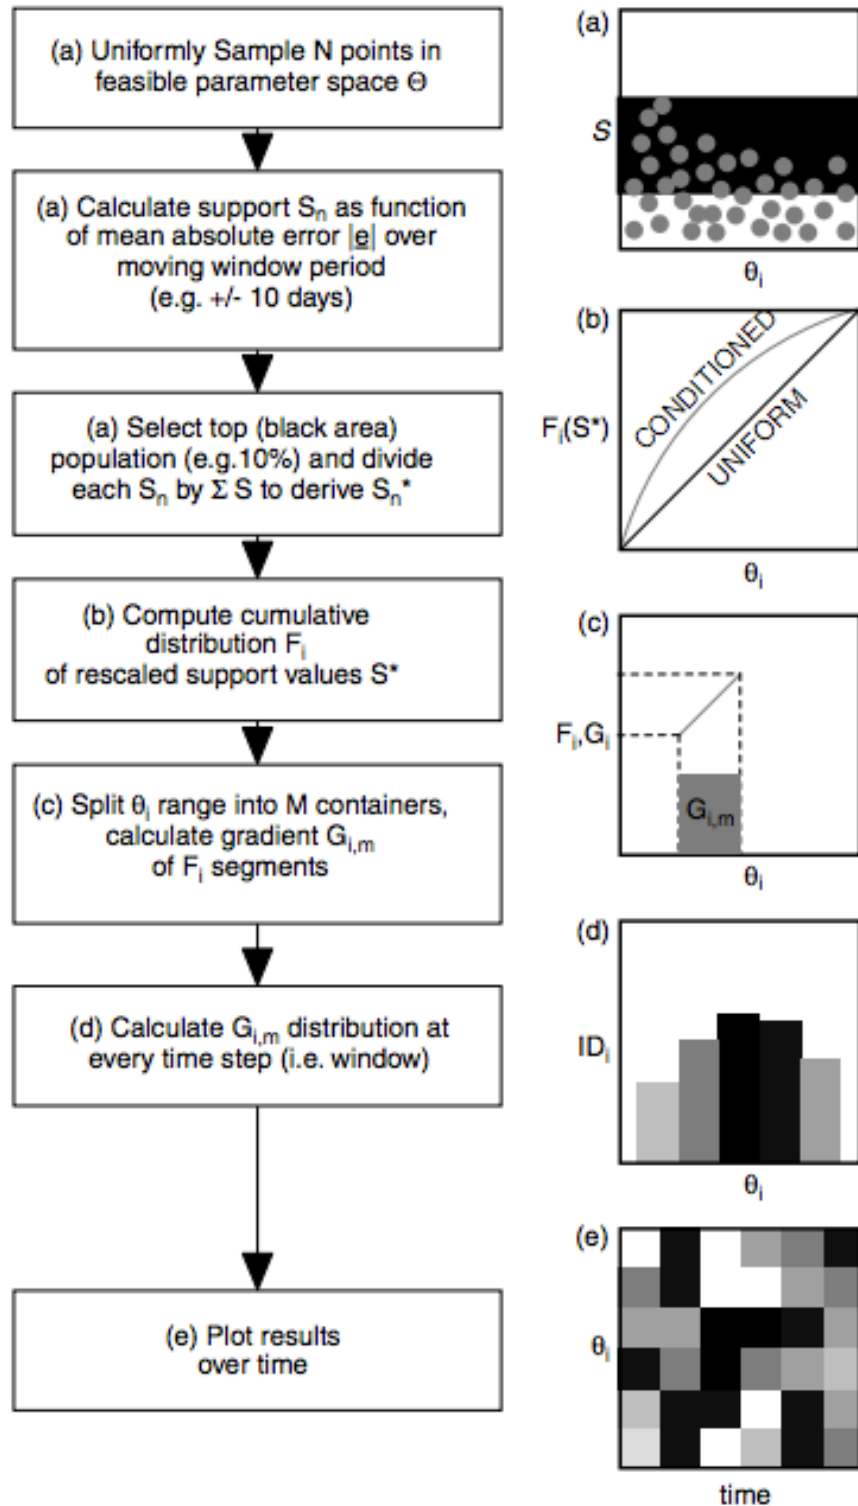 (a) Uniformly Sample N points in
feasible parameter space Θ
(a) Calculate support Sn as function
of mean absolute error |e| over
moving window period
(e.g. +/- 10 days)
(a) Select top (black area)
population (e.g.10%) and divide
each Sn by Σ S to derive Sn*
(b) Compute cumulative
distribution Fi
of rescaled support values S*
(c) Split θi range into M containers,
calculate gradient Gi,m
of Fi segments
(d) Calculate Gi,m distribution at
every time step (i.e. window)
(e) Plot results
over time
(a)
S
θi
(b)
CONDITIONED
Fi(S*)
UNIFORM
θi
(c)
Fi,Gi
Gi,m
θi
(d)
IDi
θi
(e)
θi
time